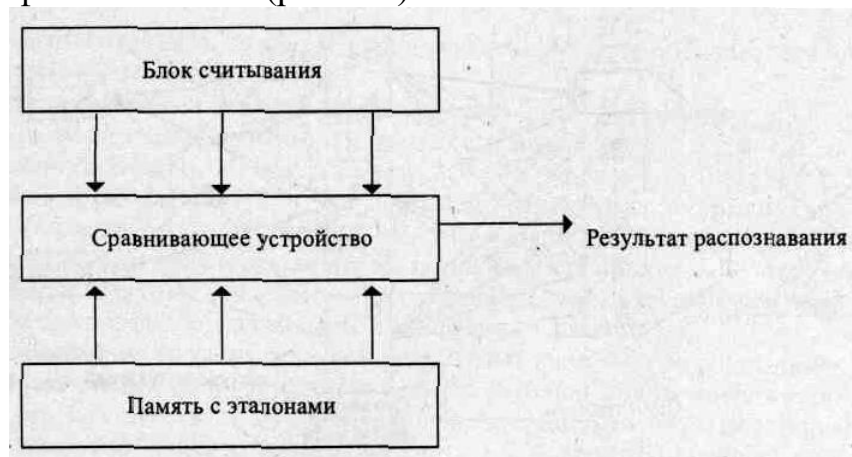 Блок считывания
Сравнивающее устройство
Результат распознавания
Память с эталонами